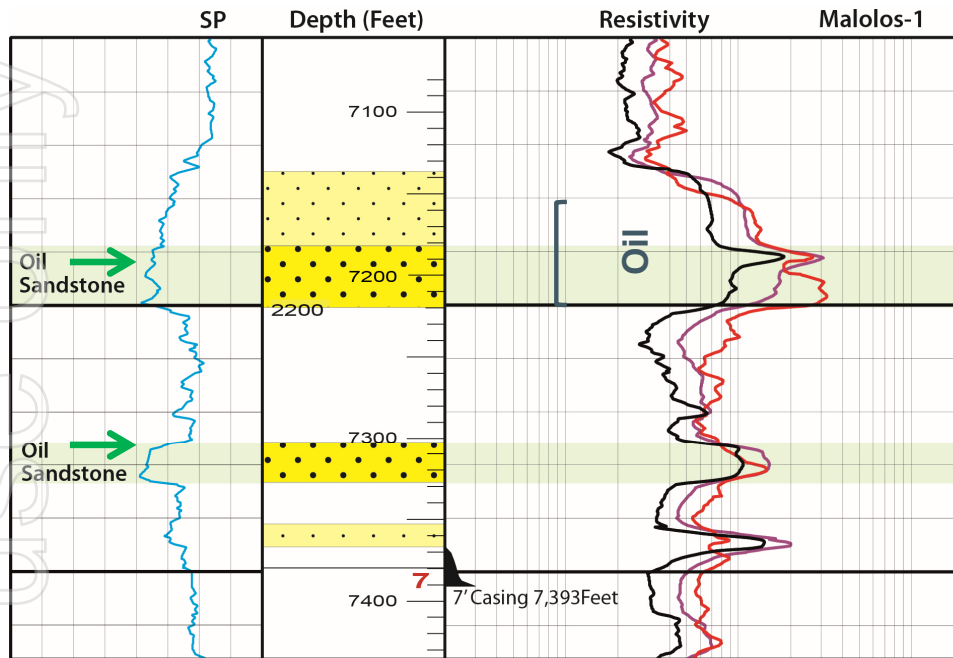 SP
Depth (Feet)
Resistivity
Malolos-1
7100
Oil
Oil
Sandstone
7200
2200
7300
Oil
Sandstone
7
7' Casing 7,393Feet
7400